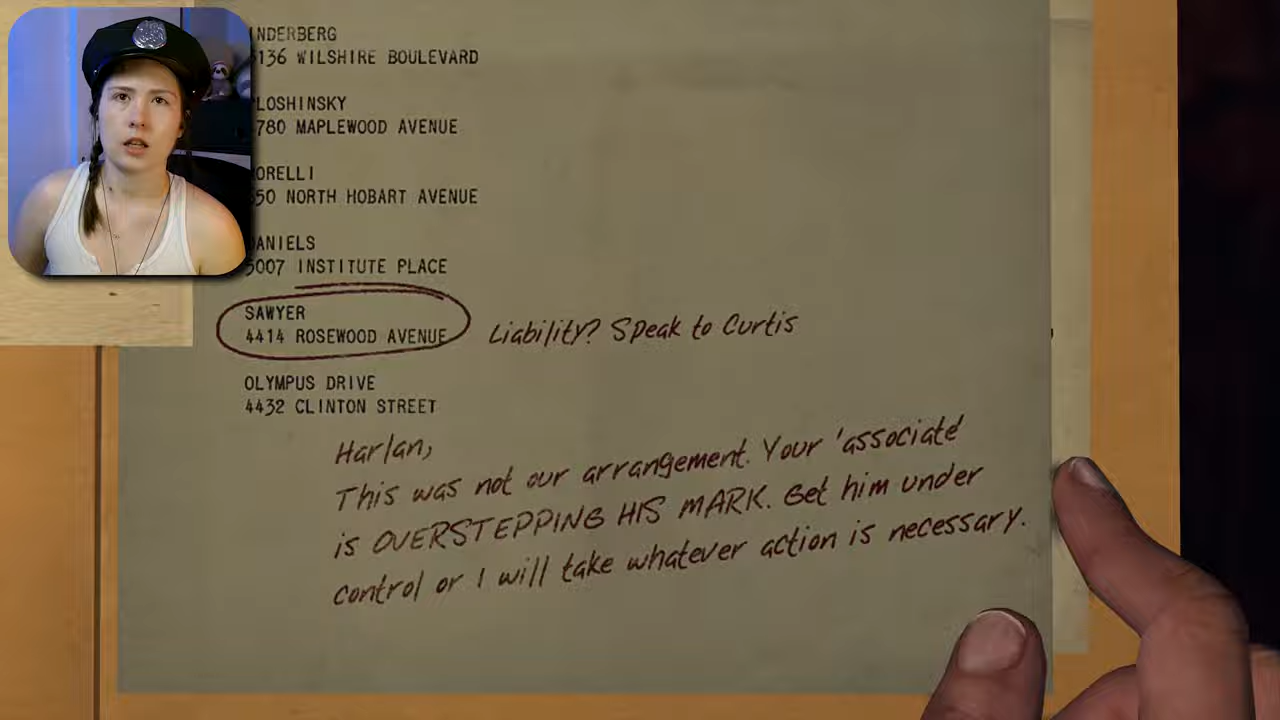 NDERBERG
5136 WILSHIRE BOULEVARD
LOSHINSKY
780 MAPLEWOOD AVENUE
ORELLI
50 NORTH HOBART AVENUE
ANIELS
5007 INSTITUTE PLACE
SAWYER
4414 ROSEWOOD AVENUE
Liability? Speak to Curtis
OLYMPUS DRIVE
4432 CLINTON STREET
Harlan,
This was not our arrangement. Your 'associate'
is OVERSTEPPING HIS MARK. Get him under
control or I will take whatever action is necessary.